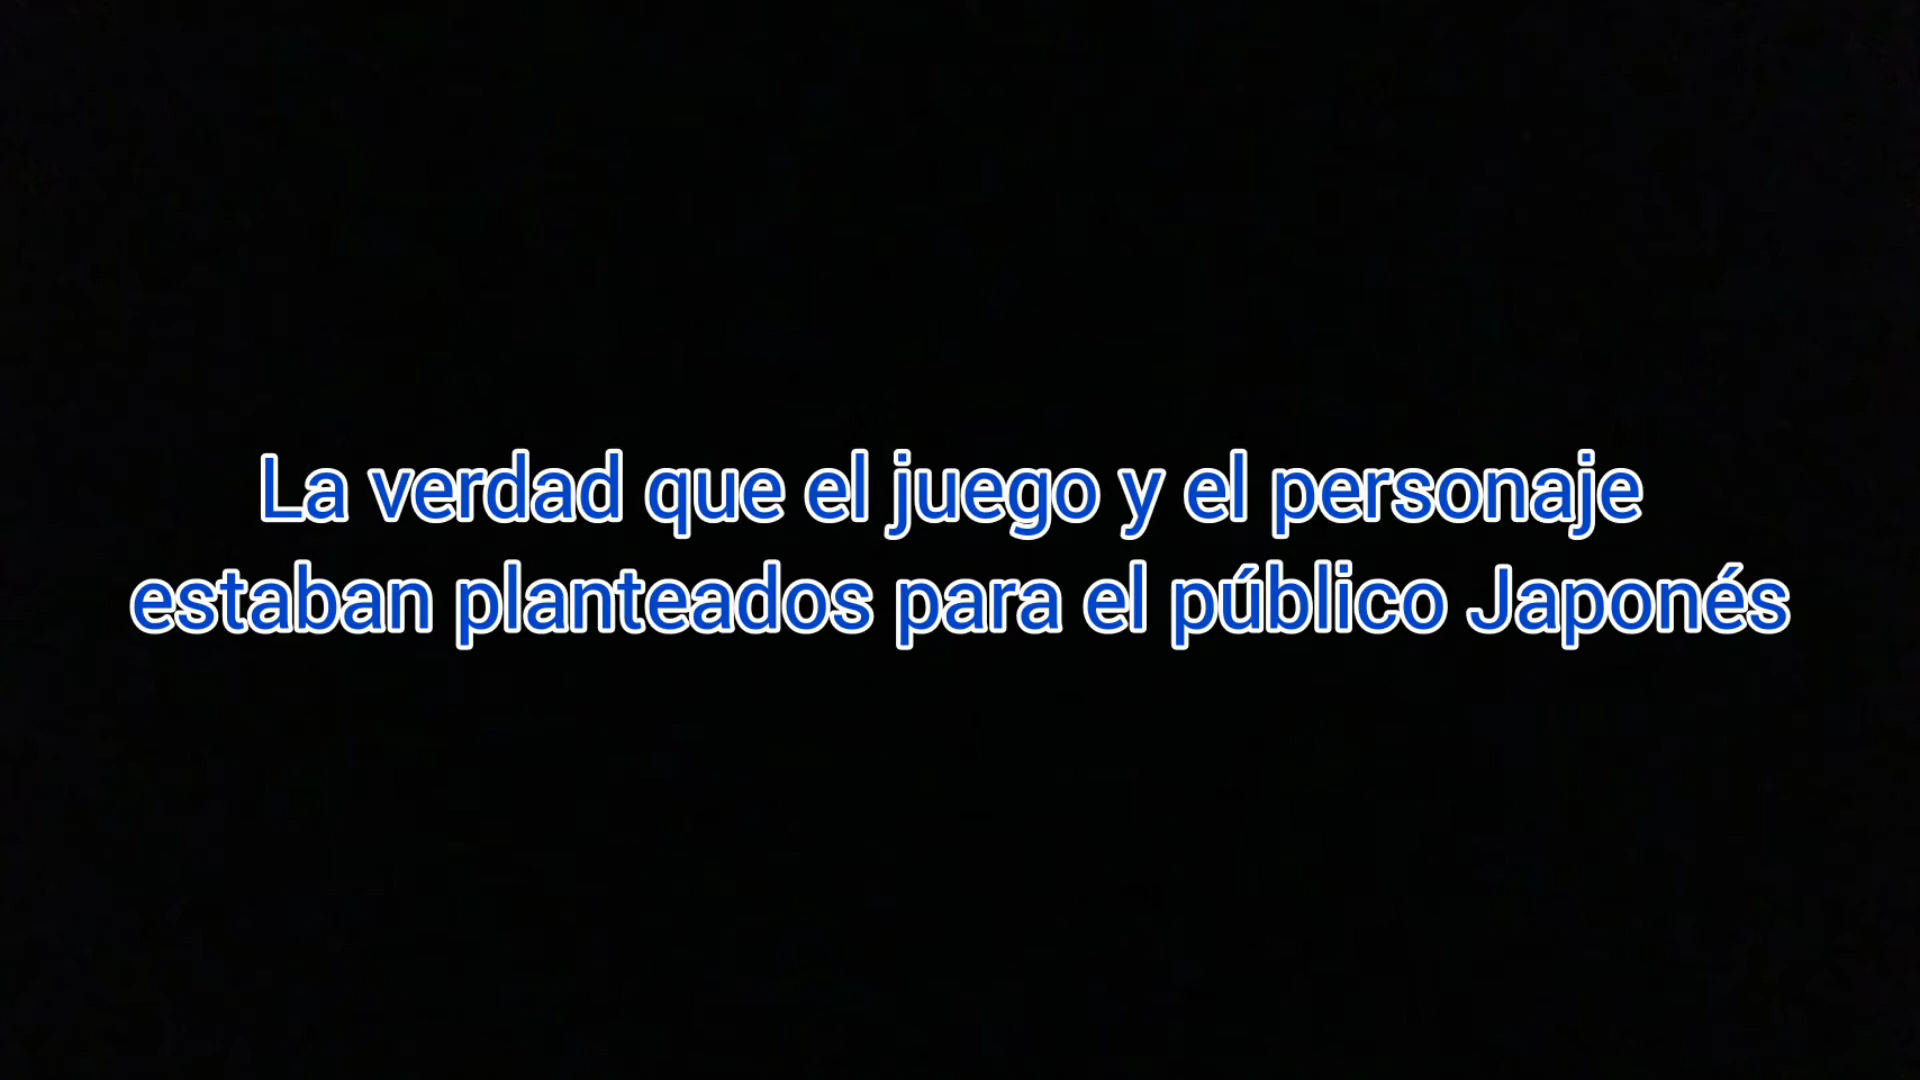 La verdad que el juego y el personaje
estaban planteados para el público Japonés